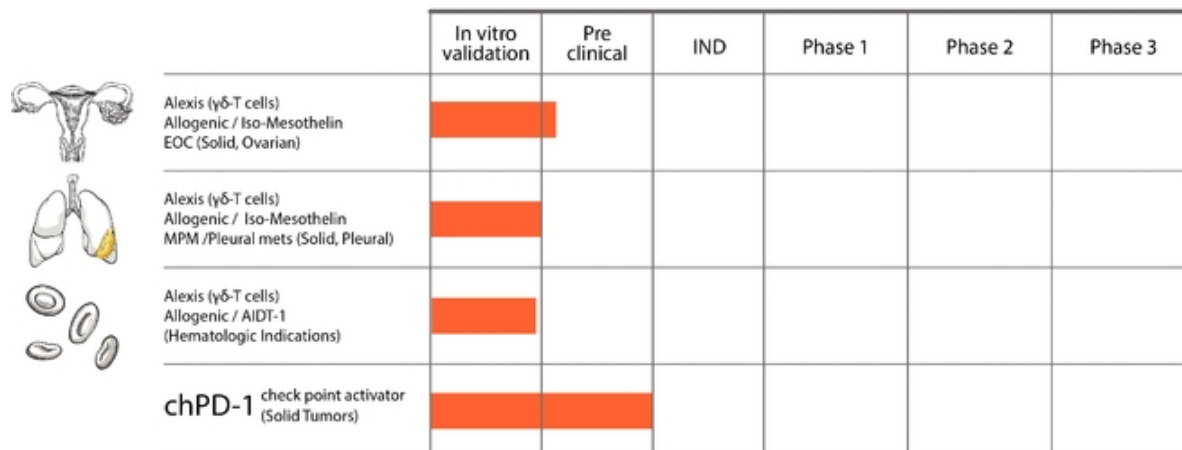 In vitro
validation
Pre
clinical
IND
Phase 1
Phase 2
Phase 3
Alexis (γδ-T cells)
Allogenic / Iso-Mesothelin
EOC (Solid, Ovarian)
Alexis (γδ-T cells)
Allogenic / Iso-Mesothelin
MPM /Pleural mets (Solid, Pleural)
Alexis (γδ-T cells)
Allogenic / AIDT-1
(Hematologic Indications)
chPD-1 check point activator
(Solid Tumors)